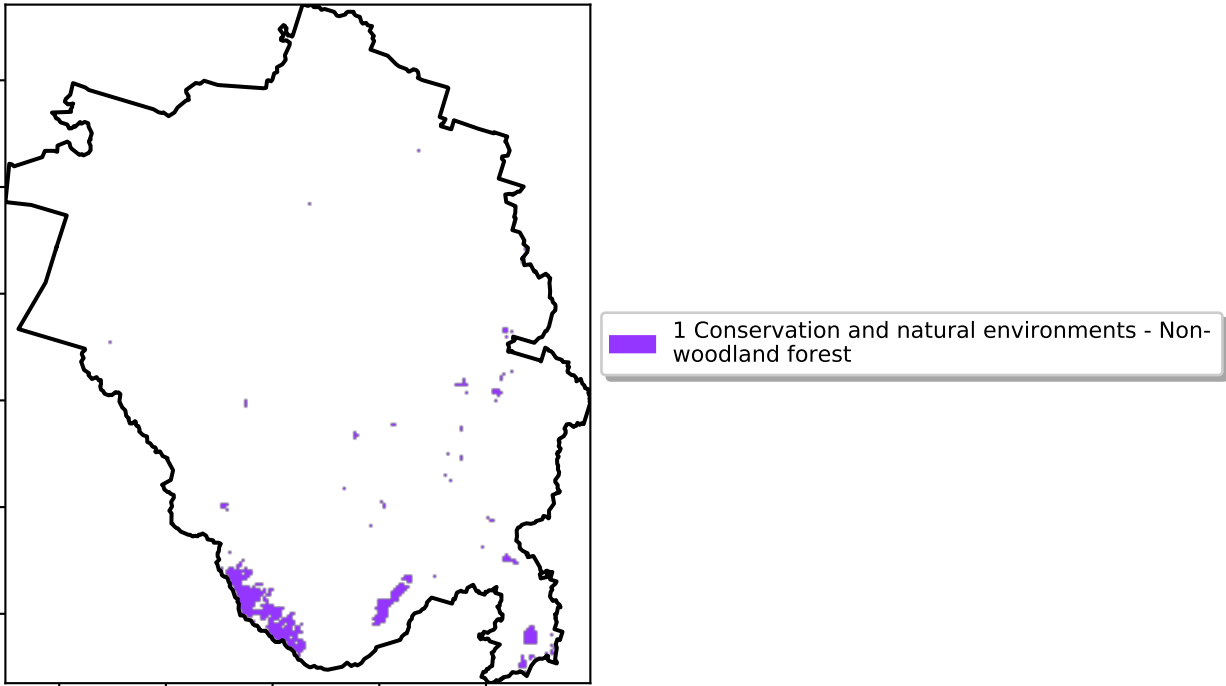 1 Conservation and natural environments - Non-
woodland forest